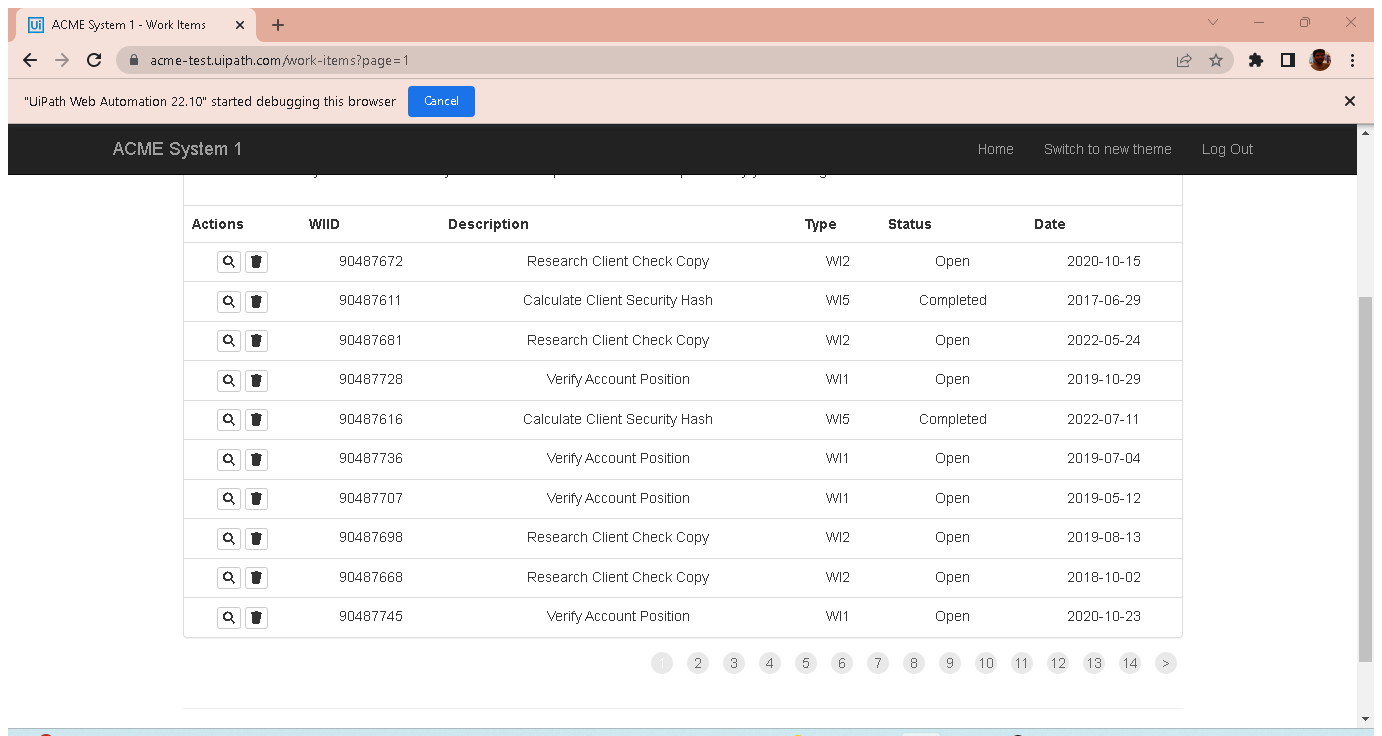 Ui ACME System 1 - Work Items
acme-test.uipath.com/work-items?page=1
"UiPath Web Automation 22.10" started debugging this browser Cancel
ACME System 1 Home Switch to new theme Log Out
Actions WIID Description Type Status Date
90487672 Research Client Check Copy WI2 Open 2020-10-15
90487611 Calculate Client Security Hash WI5 Completed 2017-06-29
90487681 Research Client Check Copy WI2 Open 2022-05-24
90487728 Verify Account Position WI1 Open 2019-10-29
90487616 Calculate Client Security Hash WI5 Completed 2022-07-11
90487736 Verify Account Position WI1 Open 2019-07-04
90487707 Verify Account Position WI1 Open 2019-05-12
90487698 Research Client Check Copy WI2 Open 2019-08-13
90487668 Research Client Check Copy WI2 Open 2018-10-02
90487745 Verify Account Position WI1 Open 2020-10-23
1 2 3 4 5 6 7 8 9 10 11 12 13 14 >